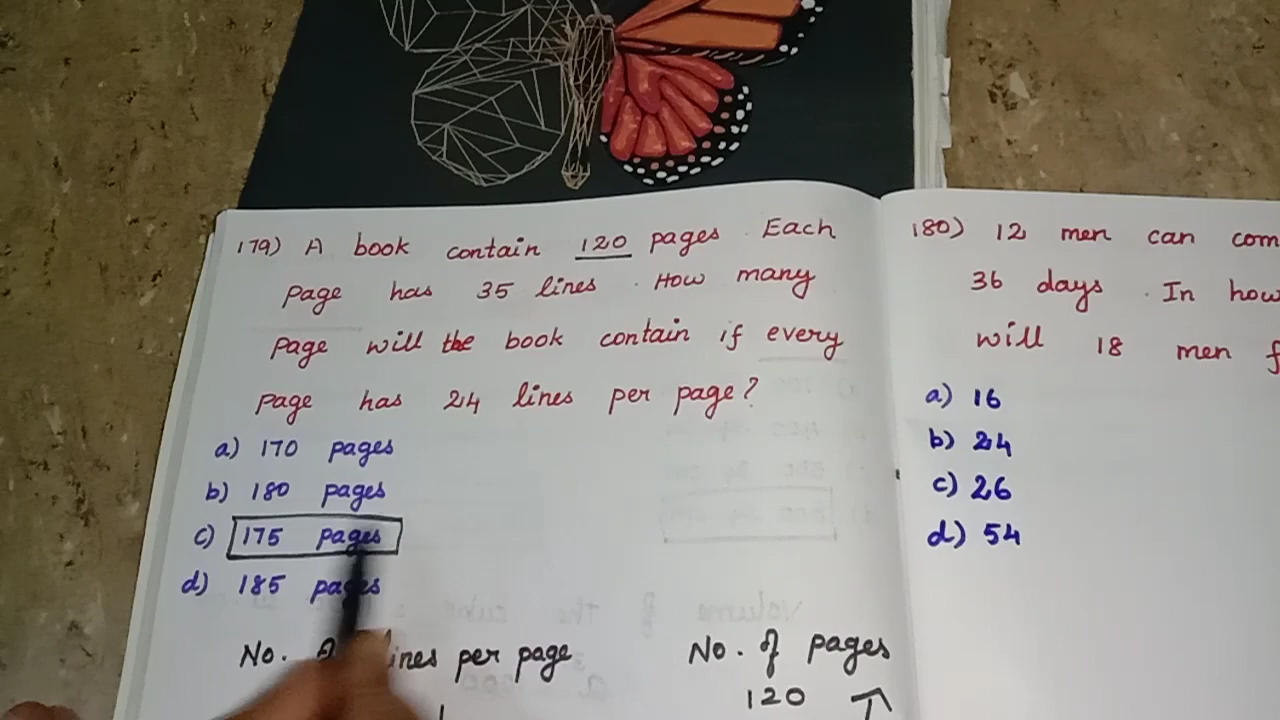 179) A book contain 120 pages. Each
page has 35 lines. How many
page will the book contain if every
page has 24 lines per page?
a) 170 pages
b) 180 pages
c) 175 pages
d) 185 pages
No. of lines per page
No. of pages
120
180) 12 men can com
36 days. In how
will 18 men f
a) 16
b) 24
c) 26
d) 54